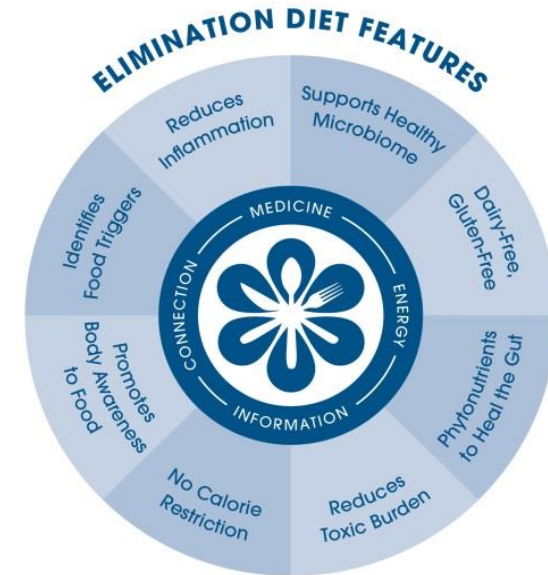 ELIMINATION DIET FEATURES
Supports Healthy
Microbiome
Dairy-Free,
Gluten-Free
Phytonutrients
to Heal the Gut
Reduces
Toxic Burden
No Calorie
Restriction
Promotes
Body Awareness
to Food
Identifies
Food Triggers
Reduces
Inflammation
MEDICINE
ENERGY
INFORMATION
CONNECTION